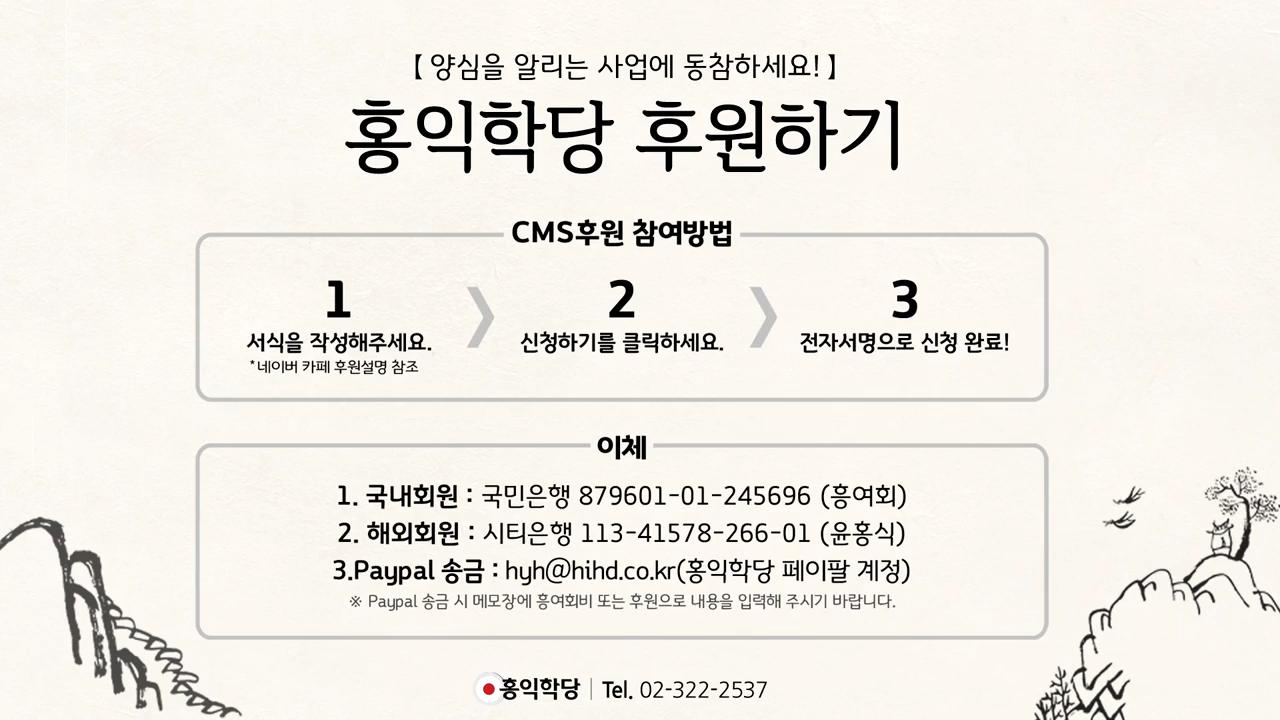 【 양심을 알리는 사업에 동참하세요! 】
홍익학당 후원하기
CMS후원 참여방법
1
서식을 작성해주세요.
*네이버 카페 후원설명 참조
2
신청하기를 클릭하세요.
3
전자서명으로 신청 완료!
이체
1. 국내회원 : 국민은행 879601-01-245696 (흥여회)
2. 해외회원 : 시티은행 113-41578-266-01 (윤홍식)
3.Paypal 송금 : hyh@hihd.co.kr(홍익학당 페이팔 계정)
※ Paypal 송금 시 메모장에 흥여회비 또는 후원으로 내용을 입력해 주시기 바랍니다.
홍익학당 | Tel. 02-322-2537